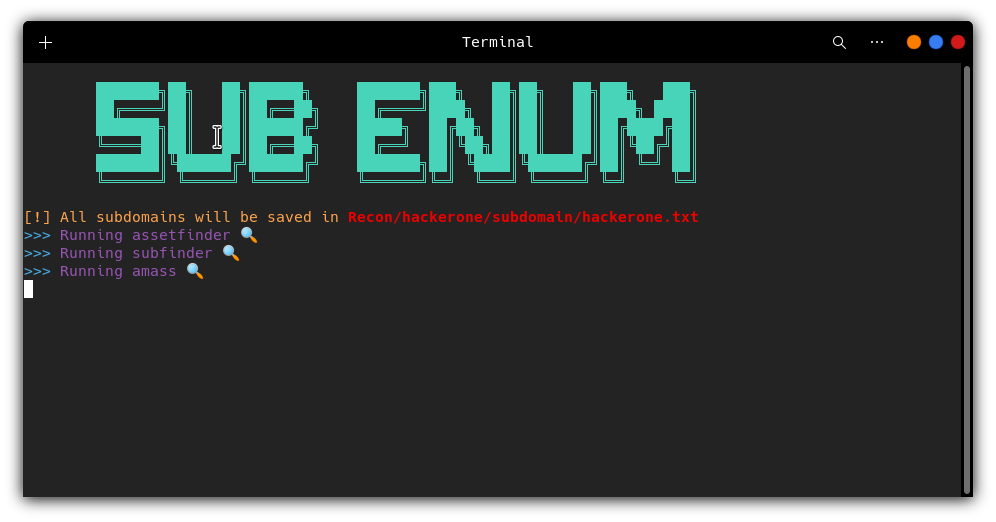 Terminal
SUB ENUM
[!] All subdomains will be saved in Recon/hackerone/subdomain/hackerone.txt
>>> Running assetfinder 🔍
>>> Running subfinder 🔍
>>> Running amass 🔍